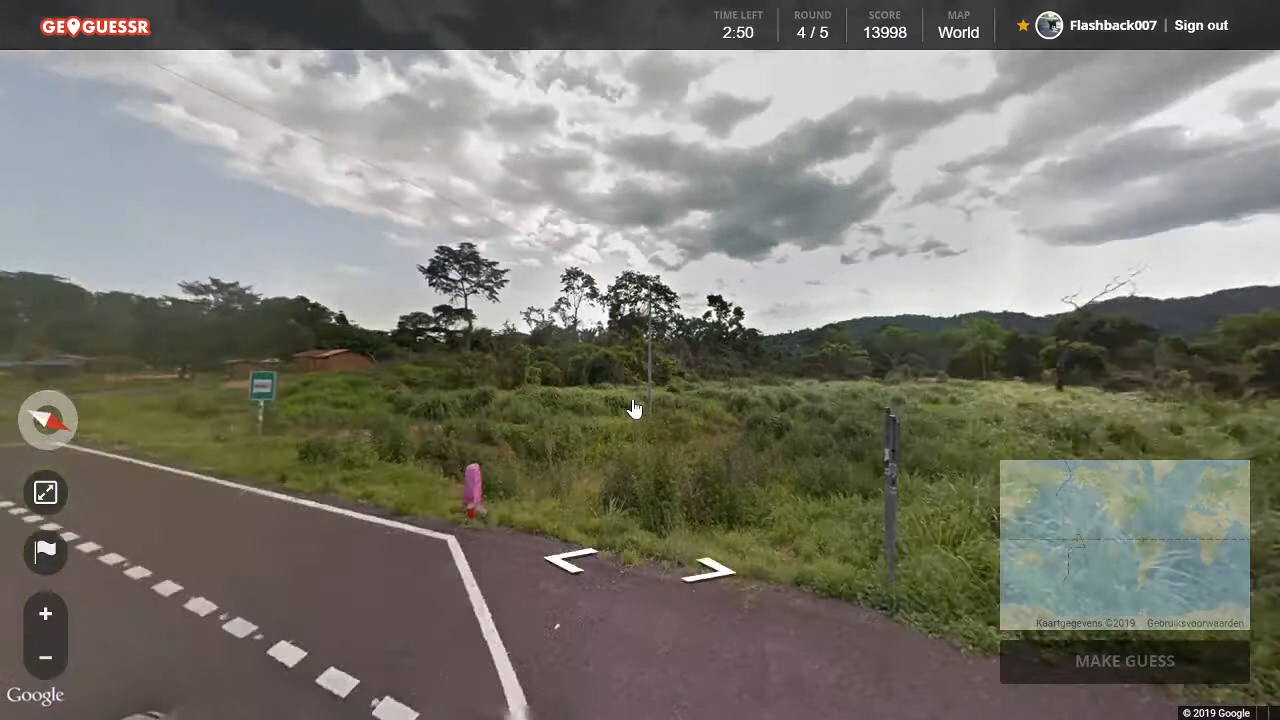 GEOGUESSR
TIME LEFT
2:50
ROUND
4 / 5
SCORE
13998
MAP
World
Flashback007 | Sign out
Kaartgegevens ©2019 Gebruiksvoorwaarden
MAKE GUESS
Google
© 2019 Google